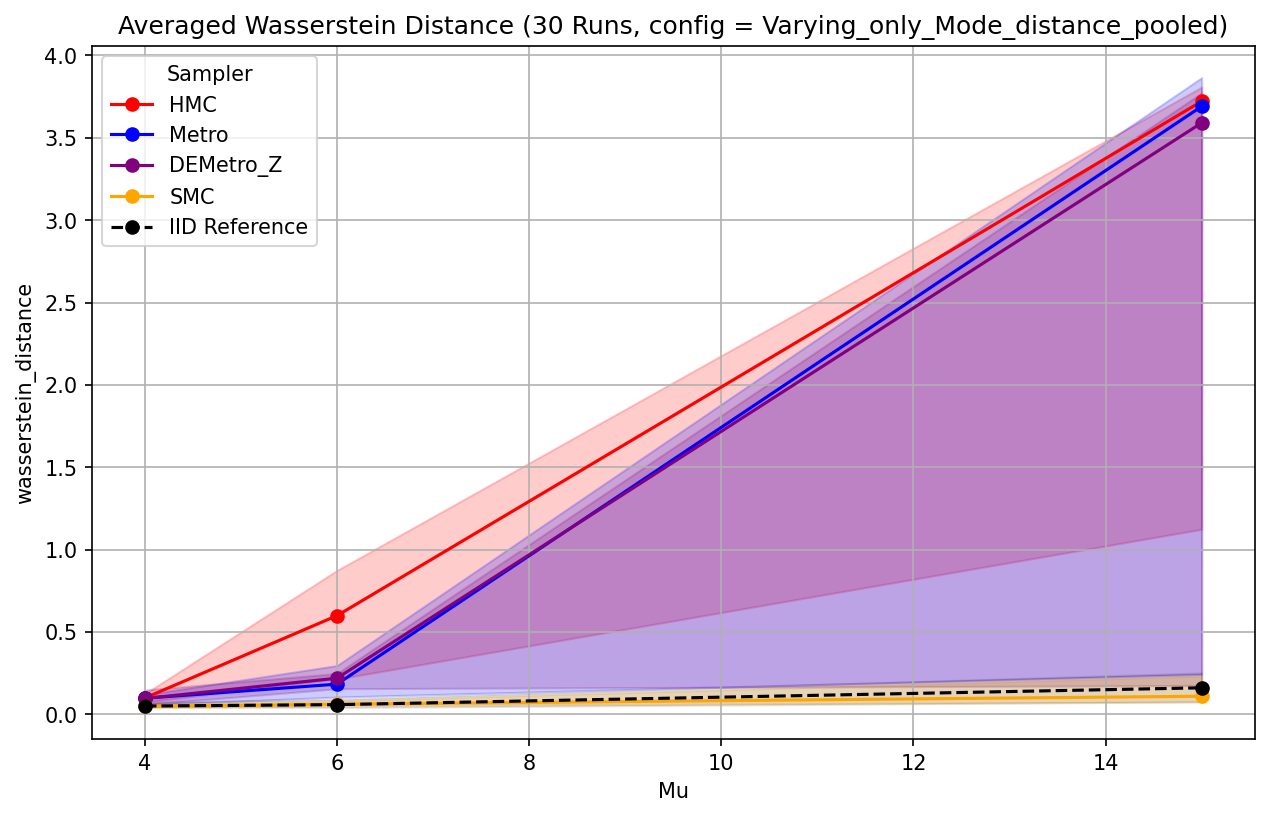 Averaged Wasserstein Distance (30 Runs, config = Varying_only_Mode_distance_pooled)
4.0
3.5
3.0
2.5
2.0
1.5
1.0
0.5
0.0
wasserstein_distance
Sampler
HMC
Metro
DEMetro_Z
SMC
IID Reference
4 6 8 10 12 14
Mu